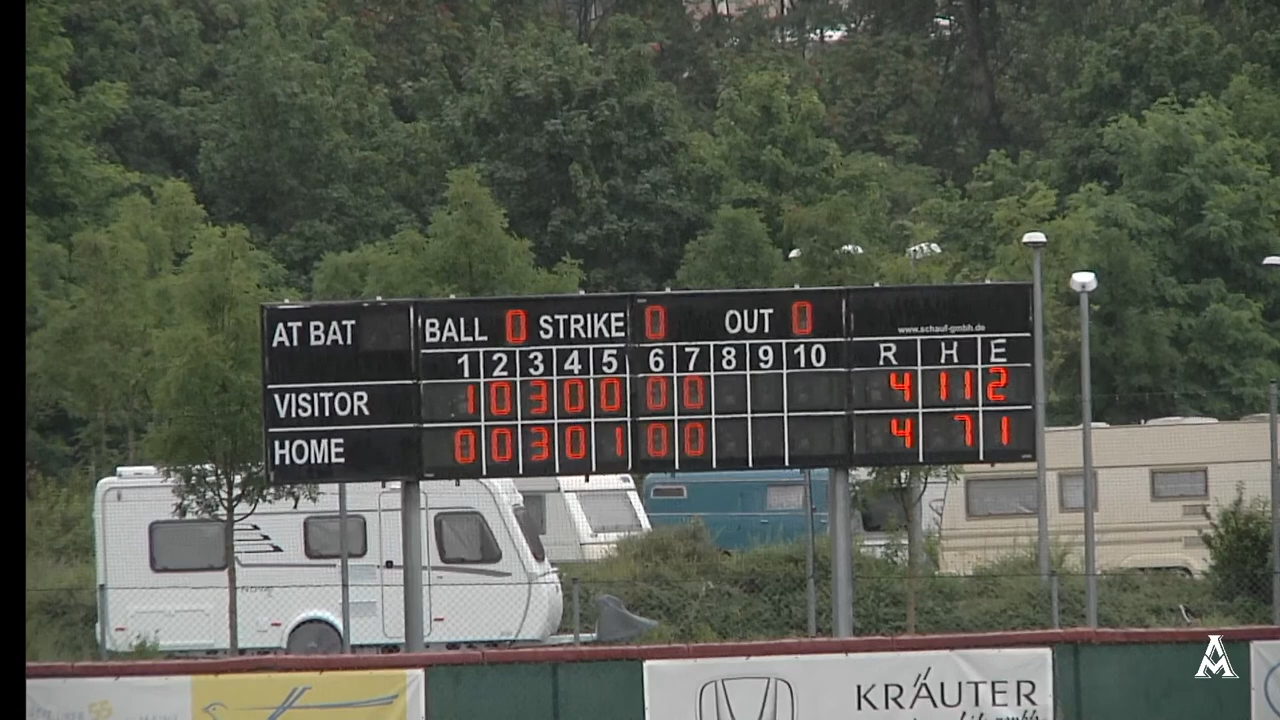 AT BAT BALL 0 STRIKE 0 OUT 0
www.schauf-gmbh.de
1 2 3 4 5 6 7 8 9 10 R H E
VISITOR 1 0 3 0 0 0 0 4 11 2
HOME 0 0 3 0 1 0 0 4 7 1
KRÄUTER